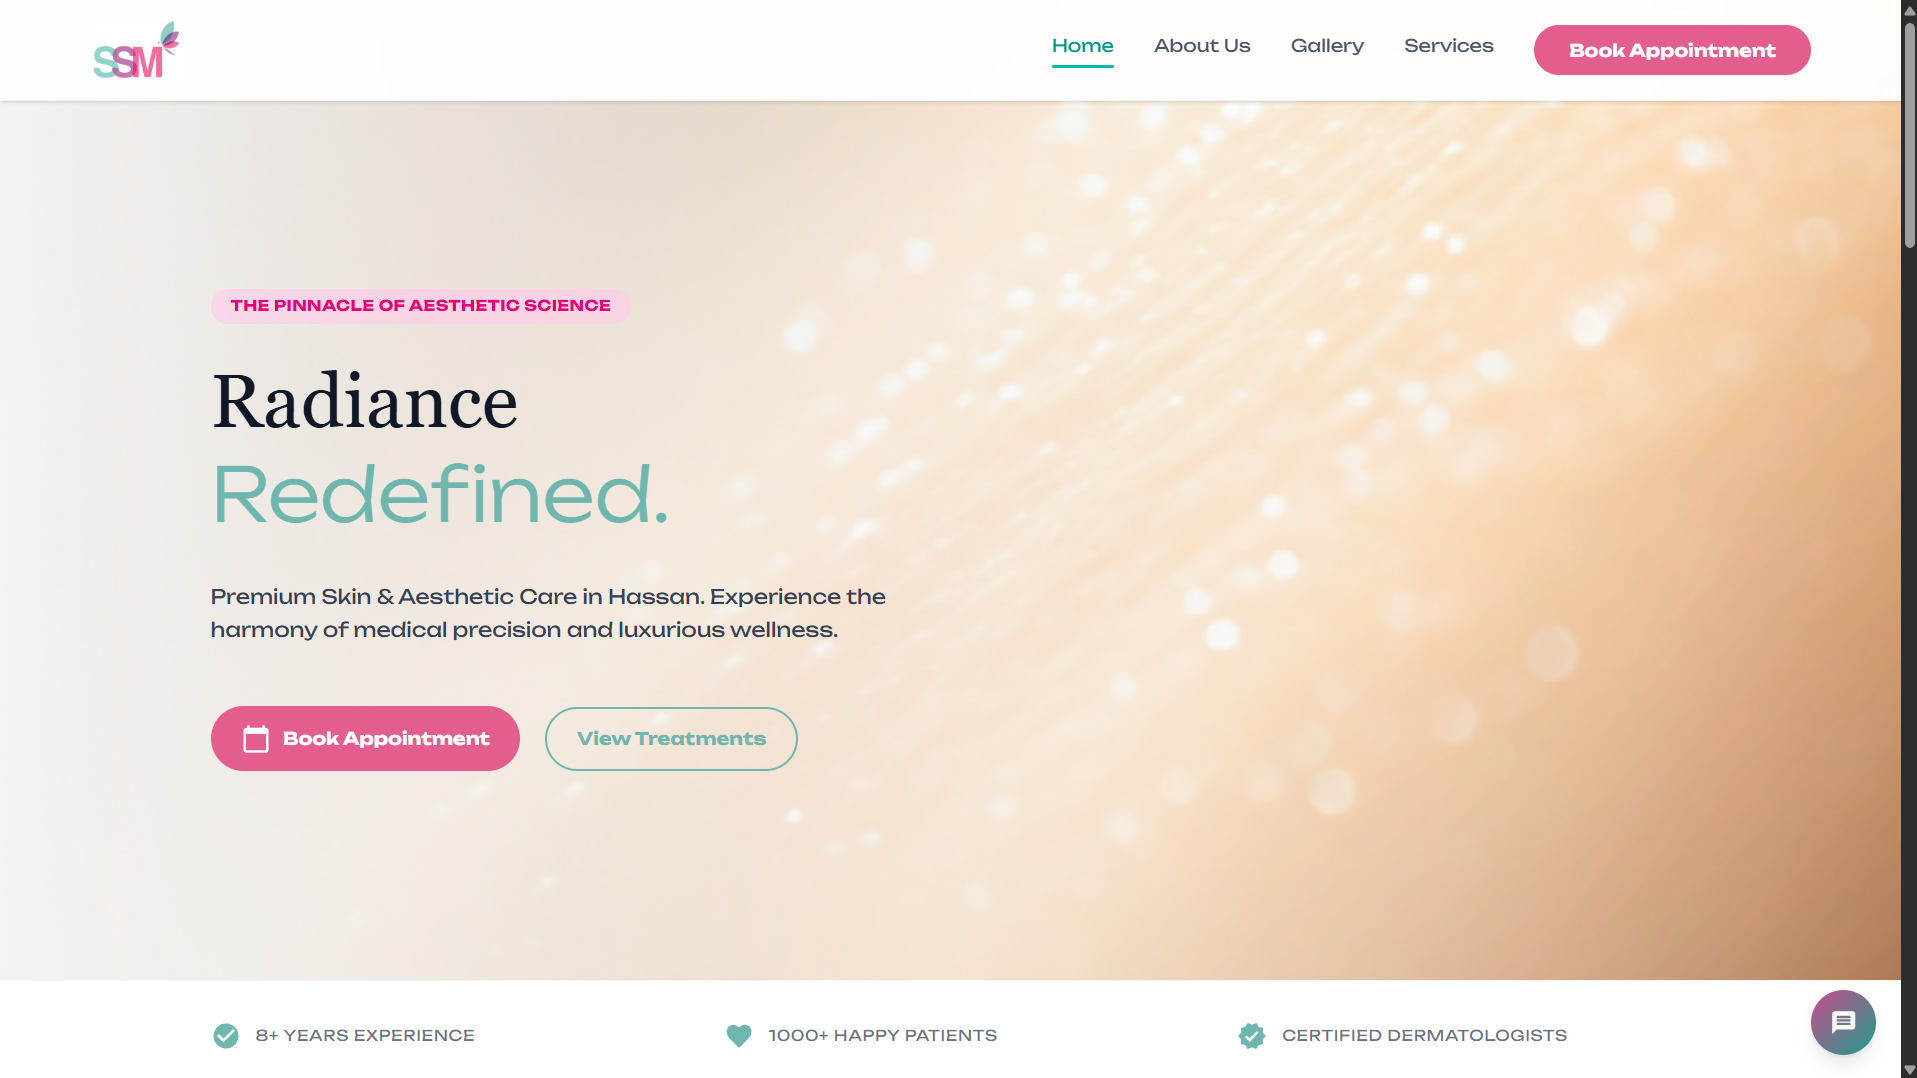 SSM
Home
About Us
Gallery
Services
Book Appointment
THE PINNACLE OF AESTHETIC SCIENCE
Radiance
Redefined.
Premium Skin & Aesthetic Care in Hassan. Experience the
harmony of medical precision and luxurious wellness.
Book Appointment
View Treatments
8+ YEARS EXPERIENCE
1000+ HAPPY PATIENTS
CERTIFIED DERMATOLOGISTS